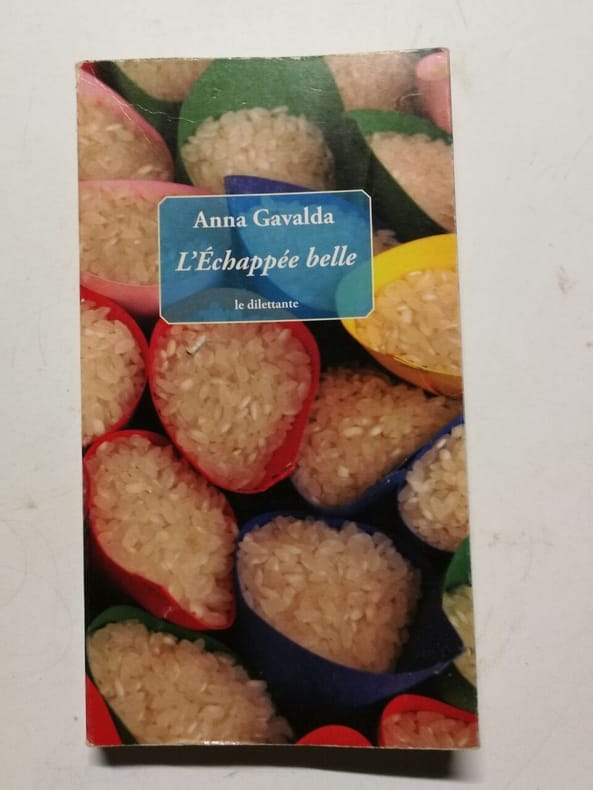 Anna Gavalda
L'Échappée belle
le dilettante